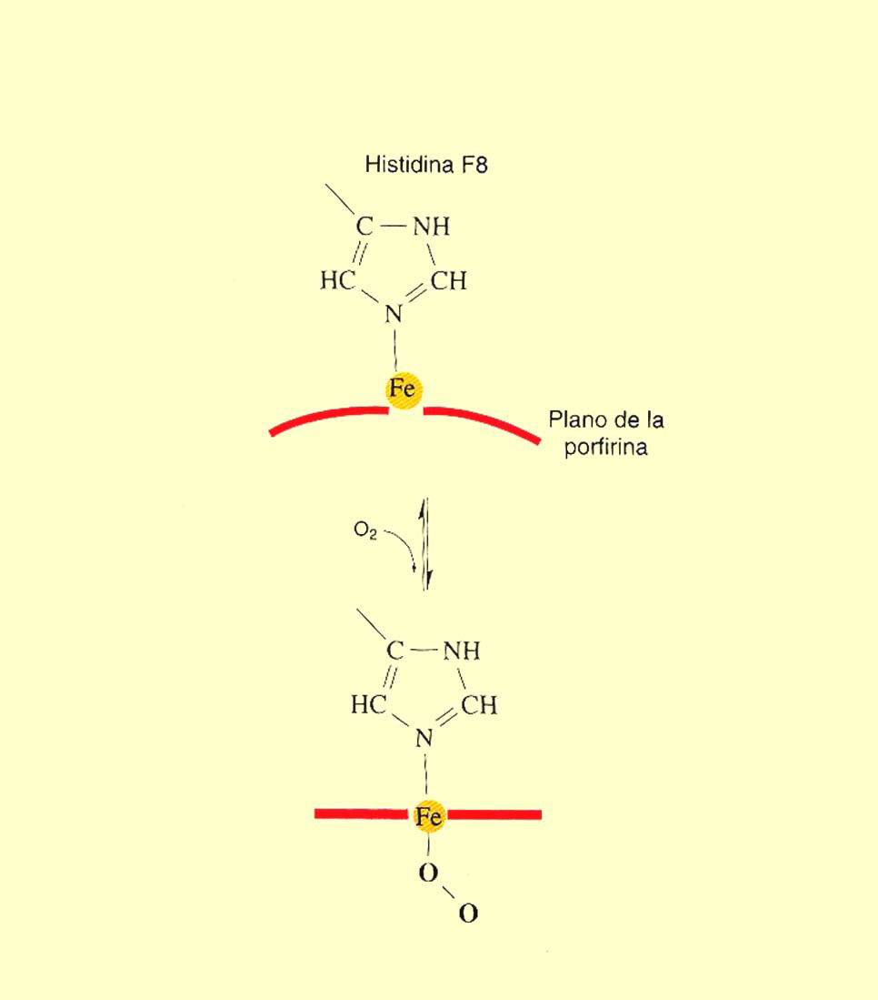 Histidina F8
C NH
HC CH
N
Fe
Plano de la
porfirina
O₂
C NH
HC CH
N
Fe
O
O